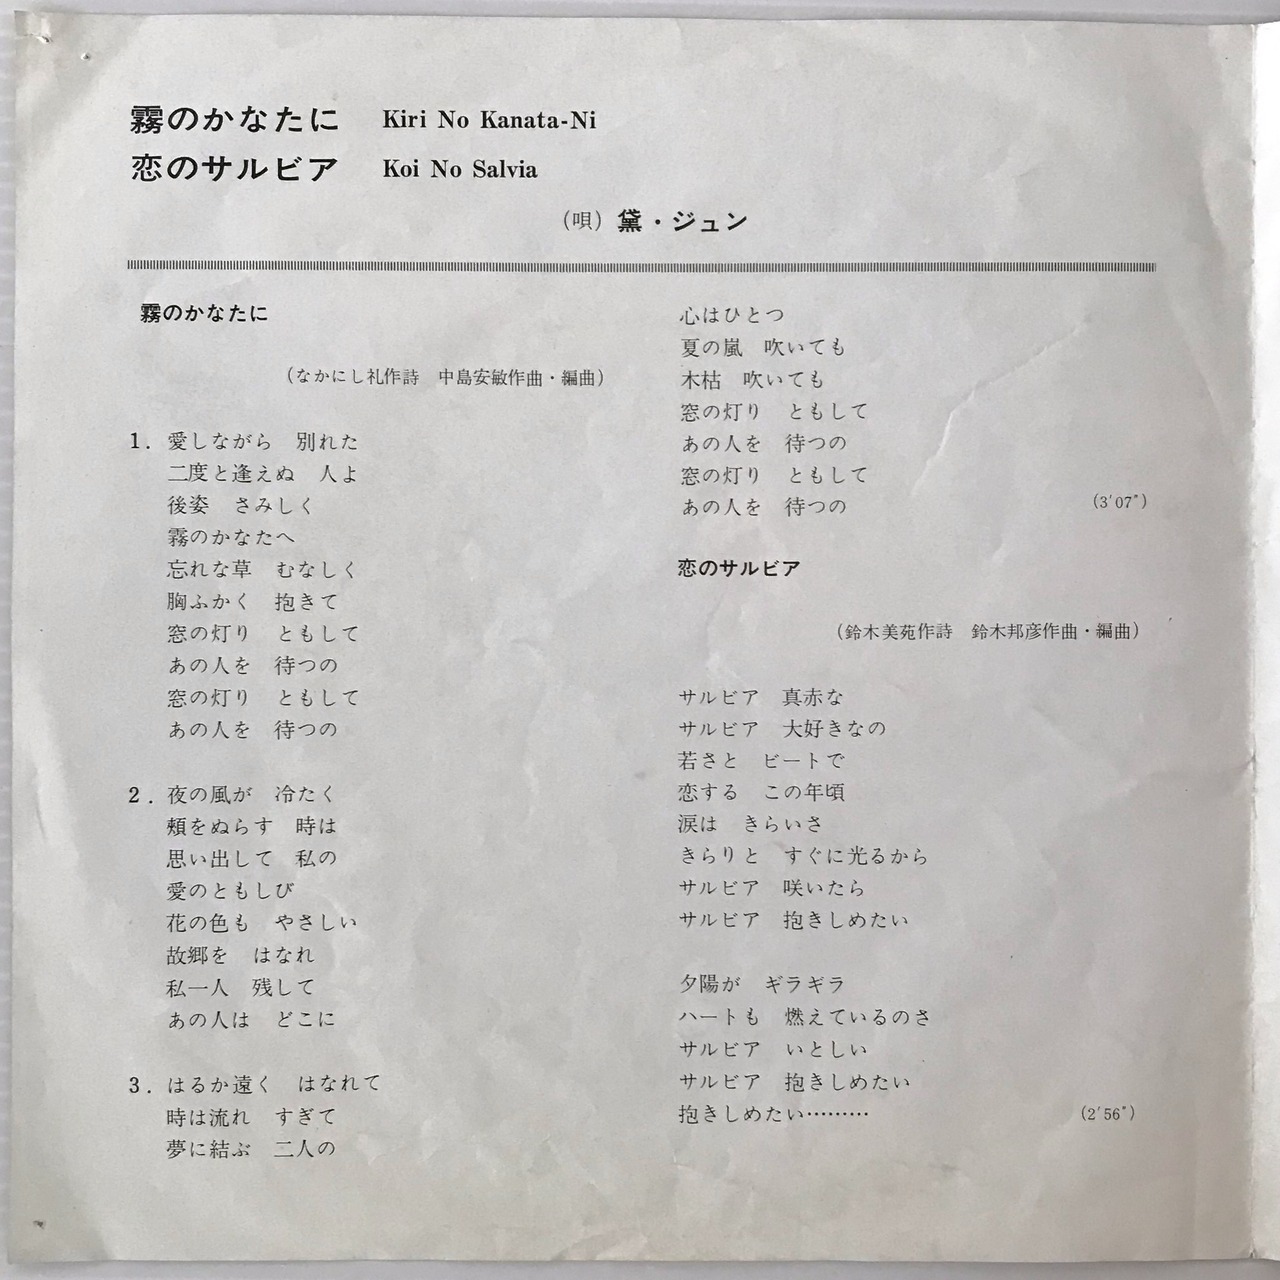 霧のかなたに　Kiri No Kanata-Ni
恋のサルビア　Koi No Salvia
（唄）黛・ジュン
霧のかなたに
（なかにし礼作詩　中島安敏作曲・編曲）
1．愛しながら　別れた
二度と逢えぬ　人よ
後姿　さみしく
霧のかなたへ
忘れな草　むなしく
胸ふかく　抱きて
窓の灯り　ともして
あの人を　待つの
窓の灯り　ともして
あの人を　待つの
2．夜の風が　冷たく
頬をぬらす　時は
思い出して　私の
愛のともしび
花の色も　やさしい
故郷を　はなれ
私一人　残して
あの人は　どこに
3．はるか遠く　はなれて
時は流れ　すぎて
夢に結ぶ　二人の
心はひとつ
夏の嵐　吹いても
木枯　吹いても
窓の灯り　ともして
あの人を　待つの
窓の灯り　ともして
あの人を　待つの
（3′07″）
恋のサルビア
（鈴木美苑作詩　鈴木邦彦作曲・編曲）
サルビア　真赤な
サルビア　大好きなの
若さと　ビートで
恋する　この年頃
涙は　きらいさ
きらりと　すぐに光るから
サルビア　咲いたら
サルビア　抱きしめたい
夕陽が　ギラギラ
ハートも　燃えているのさ
サルビア　いとしい
サルビア　抱きしめたい
抱きしめたい………
（2′56″）